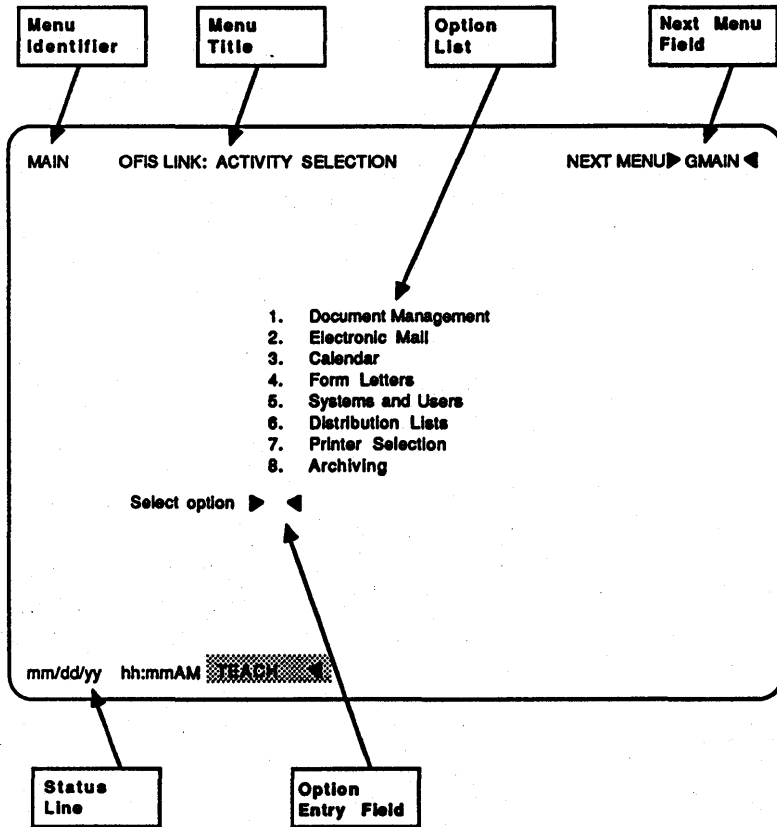 Menu
Identifier
Menu
Title
Option
List
Next Menu
Field
MAIN OFIS LINK: ACTIVITY SELECTION NEXT MENU▶ GMAIN ◀
1. Document Management
2. Electronic Mail
3. Calendar
4. Form Letters
5. Systems and Users
6. Distribution Lists
7. Printer Selection
8. Archiving
Select option ▶ ◀
mm/dd/yy hh:mmAM TEACH ◀
Status
Line
Option
Entry Field